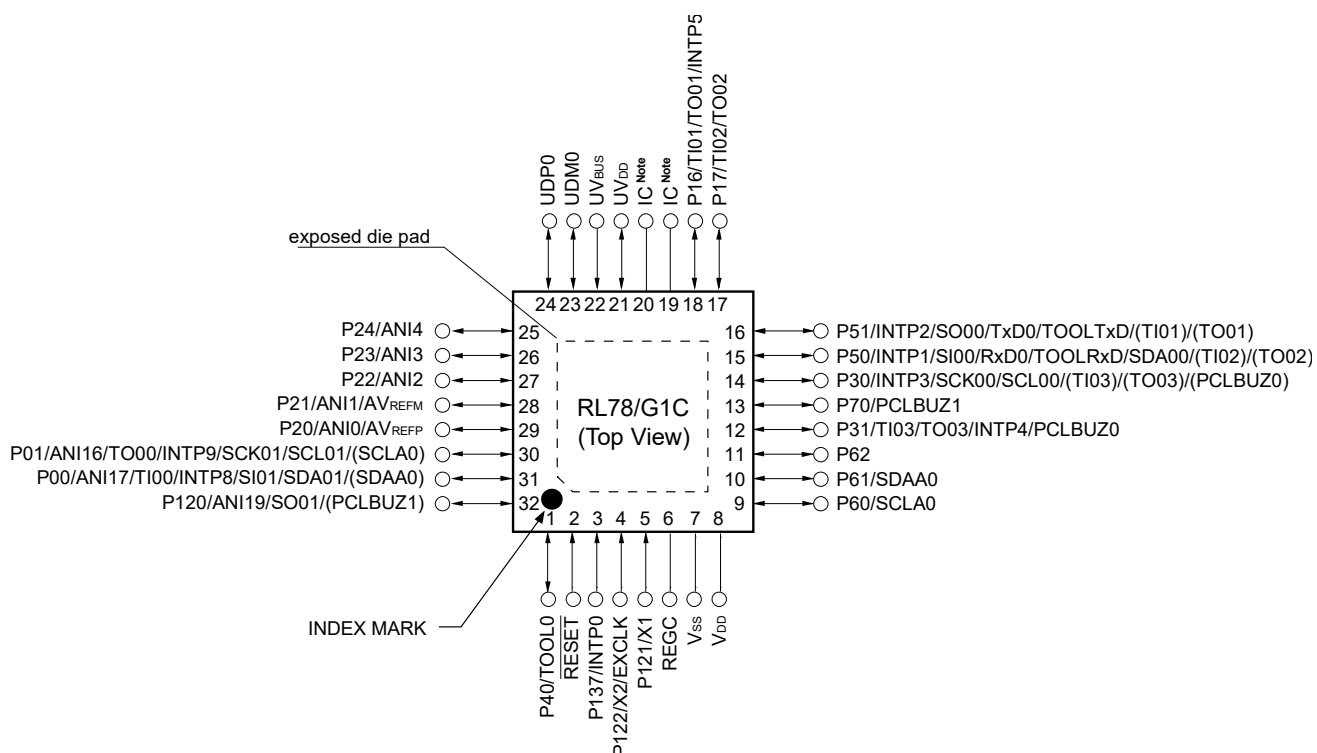 P16/TI01/TO01/INTP5
P17/TI02/TO02
UDP0
UDM0
UVBUS
UVDD
IC Note
IC Note
exposed die pad
24 23 22 21 20 19 18 17
P24/ANI4
25
16
P51/INTP2/SO00/TxD0/TOOLTxD/(TI01)/(TO01)
P23/ANI3
26
15
P50/INTP1/SI00/RxD0/TOOLRxD/SDA00/(TI02)/(TO02)
P22/ANI2
27
14
P30/INTP3/SCK00/SCL00/(TI03)/(TO03)/(PCLBUZ0)
P21/ANI1/AVREFM
28
13
P70/PCLBUZ1
P20/ANI0/AVREFP
29
12
P31/TI03/TO03/INTP4/PCLBUZ0
P01/ANI16/TO00/INTP9/SCK01/SCL01/(SCLA0)
30
11
P62
P00/ANI17/TI00/INTP8/SI01/SDA01/(SDAA0)
31
10
P61/SDAA0
P120/ANI19/SO01/(PCLBUZ1)
32
9
P60/SCLA0
RL78/G1C
(Top View)
1 2 3 4 5 6 7 8
INDEX MARK
P40/TOOL0
RESET
P137/INTP0
P122/X2/EXCLK
P121/X1
REGC
VSS
VDD